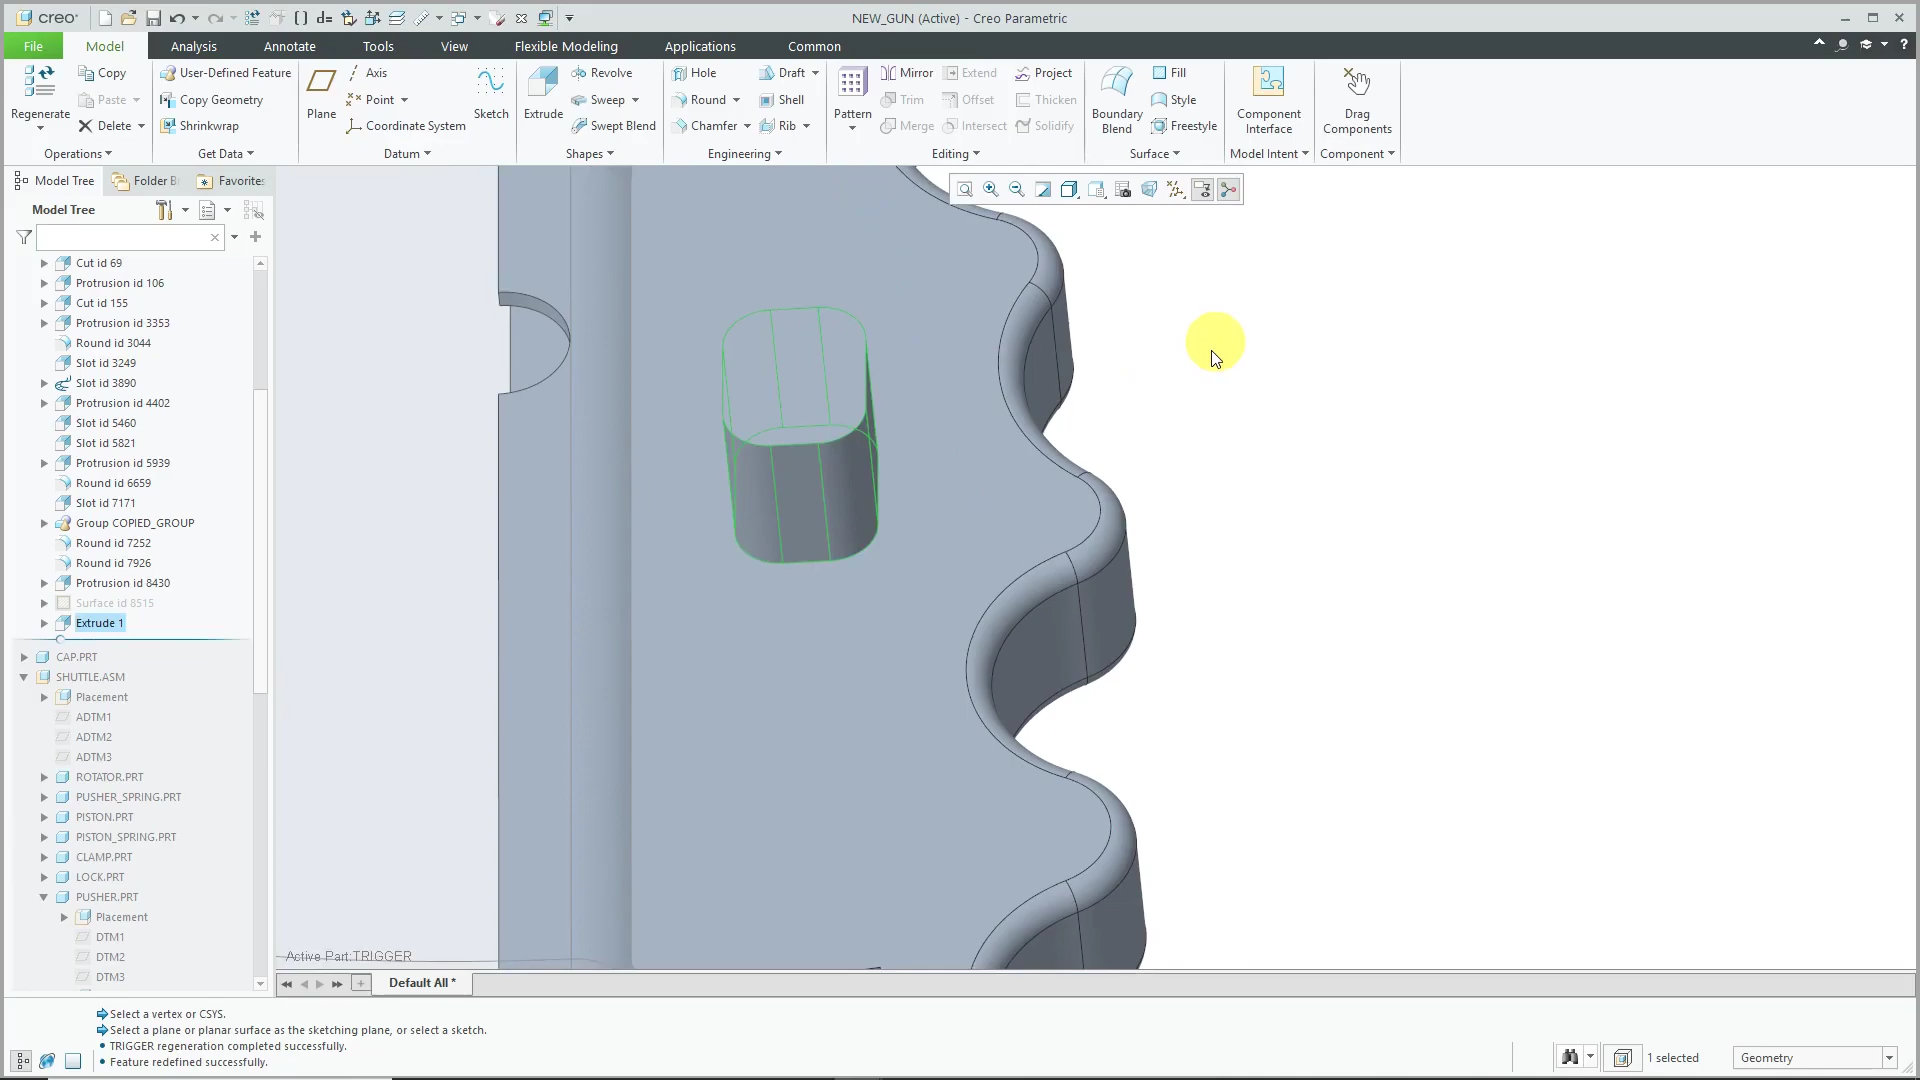 creo
d=
NEW_GUN (Active) - Creo Parametric
File
Model
Analysis
Annotate
Tools
View
Flexible Modeling
Applications
Common
?
Regenerate
Copy
Paste
Delete
Operations
User-Defined Feature
Copy Geometry
Shrinkwrap
Get Data
Plane
Axis
Point
Coordinate System
Sketch
Datum
Extrude
Revolve
Sweep
Swept Blend
Shapes
Hole
Round
Chamfer
Draft
Shell
Rib
Engineering
Pattern
Mirror
Trim
Merge
Extend
Offset
Intersect
Project
Thicken
Solidify
Editing
Boundary
Blend
Fill
Style
Freestyle
Surface
Component
Interface
Model Intent
Drag
Components
Component
Model Tree
Folder B
Favorites
Model Tree
Cut id 69
Protrusion id 106
Cut id 155
Protrusion id 3353
Round id 3044
Slot id 3249
Slot id 3890
Protrusion id 4402
Slot id 5460
Slot id 5821
Protrusion id 5939
Round id 6659
Slot id 7171
Group COPIED_GROUP
Round id 7252
Round id 7926
Protrusion id 8430
Surface id 8515
Extrude 1
CAP.PRT
SHUTTLE.ASM
Placement
ADTM1
ADTM2
ADTM3
ROTATOR.PRT
PUSHER_SPRING.PRT
PISTON.PRT
PISTON_SPRING.PRT
CLAMP.PRT
LOCK.PRT
PUSHER.PRT
Placement
DTM1
DTM2
DTM3
Active Part:TRIGGER
Default All *
Select a vertex or CSYS.
Select a plane or planar surface as the sketching plane, or select a sketch.
• TRIGGER regeneration completed successfully.
• Feature redefined successfully.
1 selected
Geometry